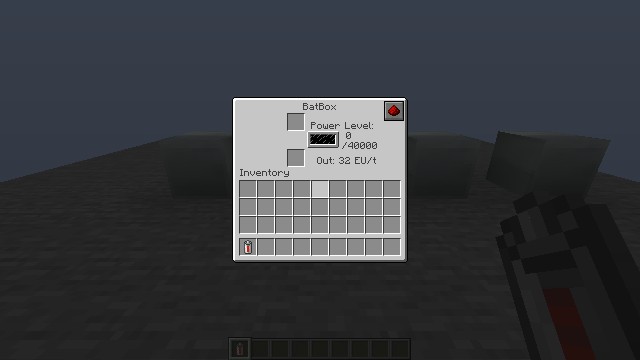 BatBox
Power Level:
0
/40000
Out: 32 EU/t
Inventory